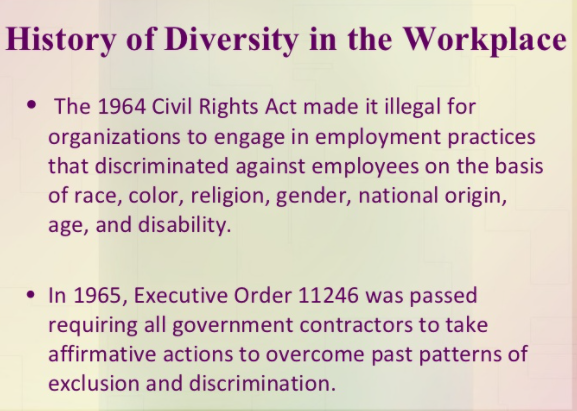 History of Diversity in the Workplace
• The 1964 Civil Rights Act made it illegal for
organizations to engage in employment practices
that discriminated against employees on the basis
of race, color, religion, gender, national origin,
age, and disability.
• In 1965, Executive Order 11246 was passed
requiring all government contractors to take
affirmative actions to overcome past patterns of
exclusion and discrimination.